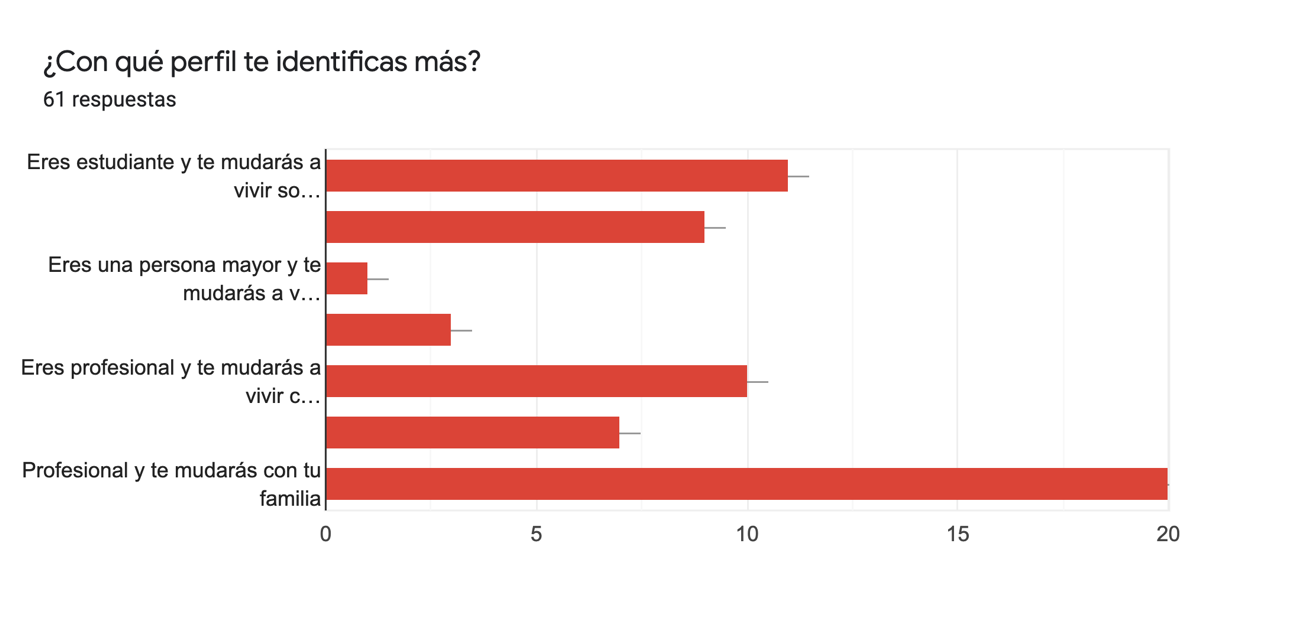 ¿Con qué perfil te identificas más?
61 respuestas
Eres estudiante y te mudarás a
vivir so…
Eres una persona mayor y te
mudarás a v…
Eres profesional y te mudarás a
vivir c…
Profesional y te mudarás con tu
familia
0 5 10 15 20